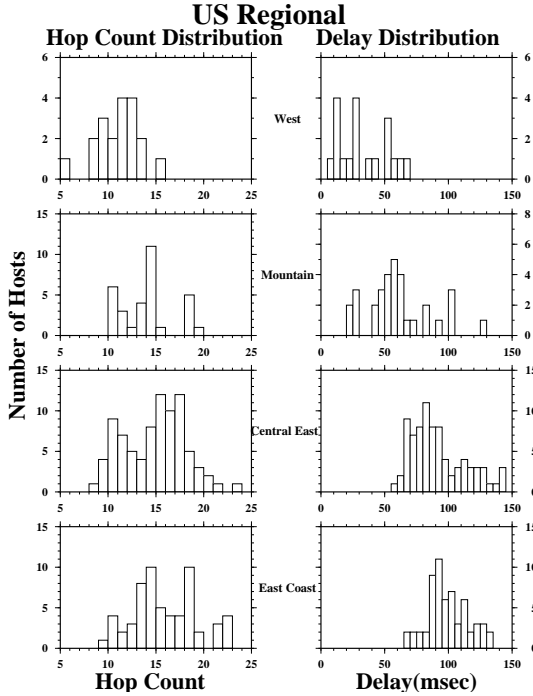 US Regional
Hop Count Distribution Delay Distribution
6 6
4 4
2 2
0 0
5 10 15 20 25 0 50 100 150
West
15 8
10 6
5 4
0 2
0
5 10 15 20 25 0 50 100 150
Mountain
15 15
10 10
5 5
0 0
5 10 15 20 25 0 50 100 150
Central East
15 15
10 10
5 5
0 0
5 10 15 20 25 0 50 100 150
East Coast
Number of Hosts
Hop Count Delay(msec)